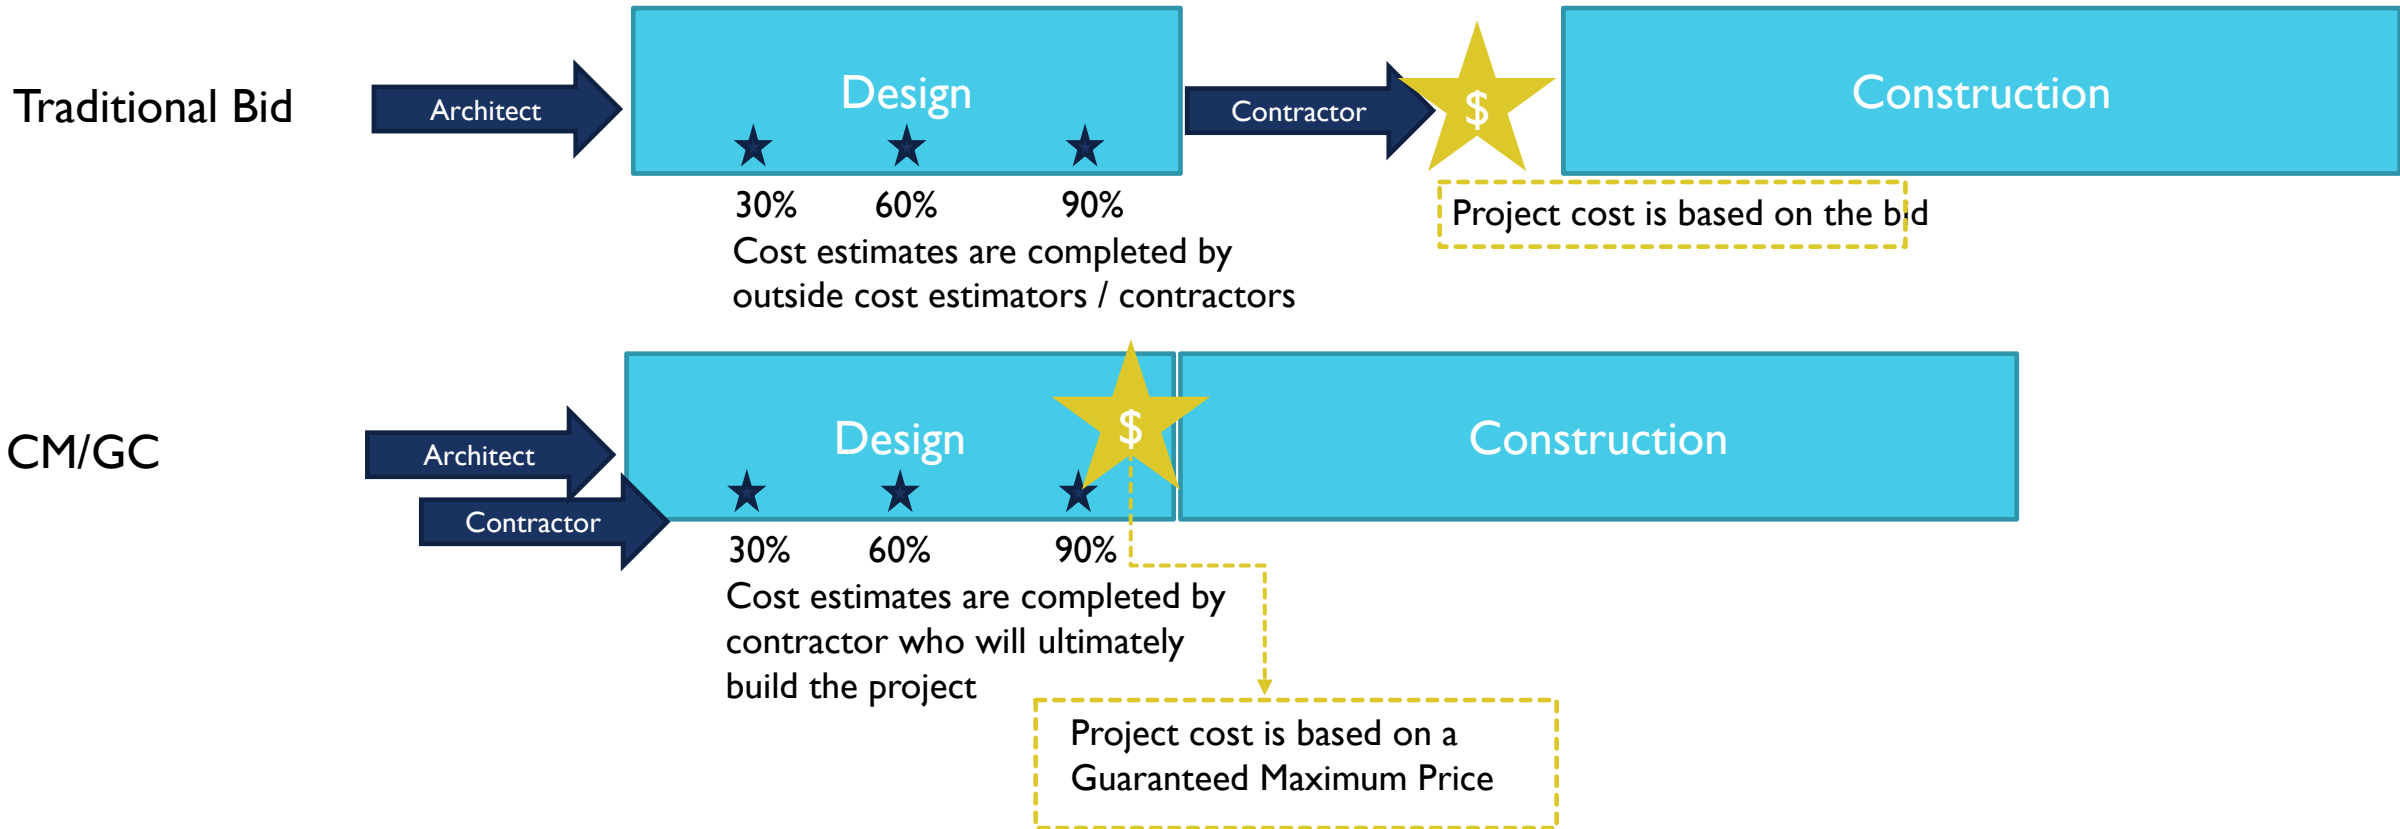 Traditional Bid
Architect
Design
30% 60% 90%
Cost estimates are completed by
outside cost estimators / contractors
Contractor
$
Project cost is based on the bid
Construction
CM/GC
Architect
Contractor
Design
$
30% 60% 90%
Cost estimates are completed by
contractor who will ultimately
build the project
Construction
Project cost is based on a
Guaranteed Maximum Price